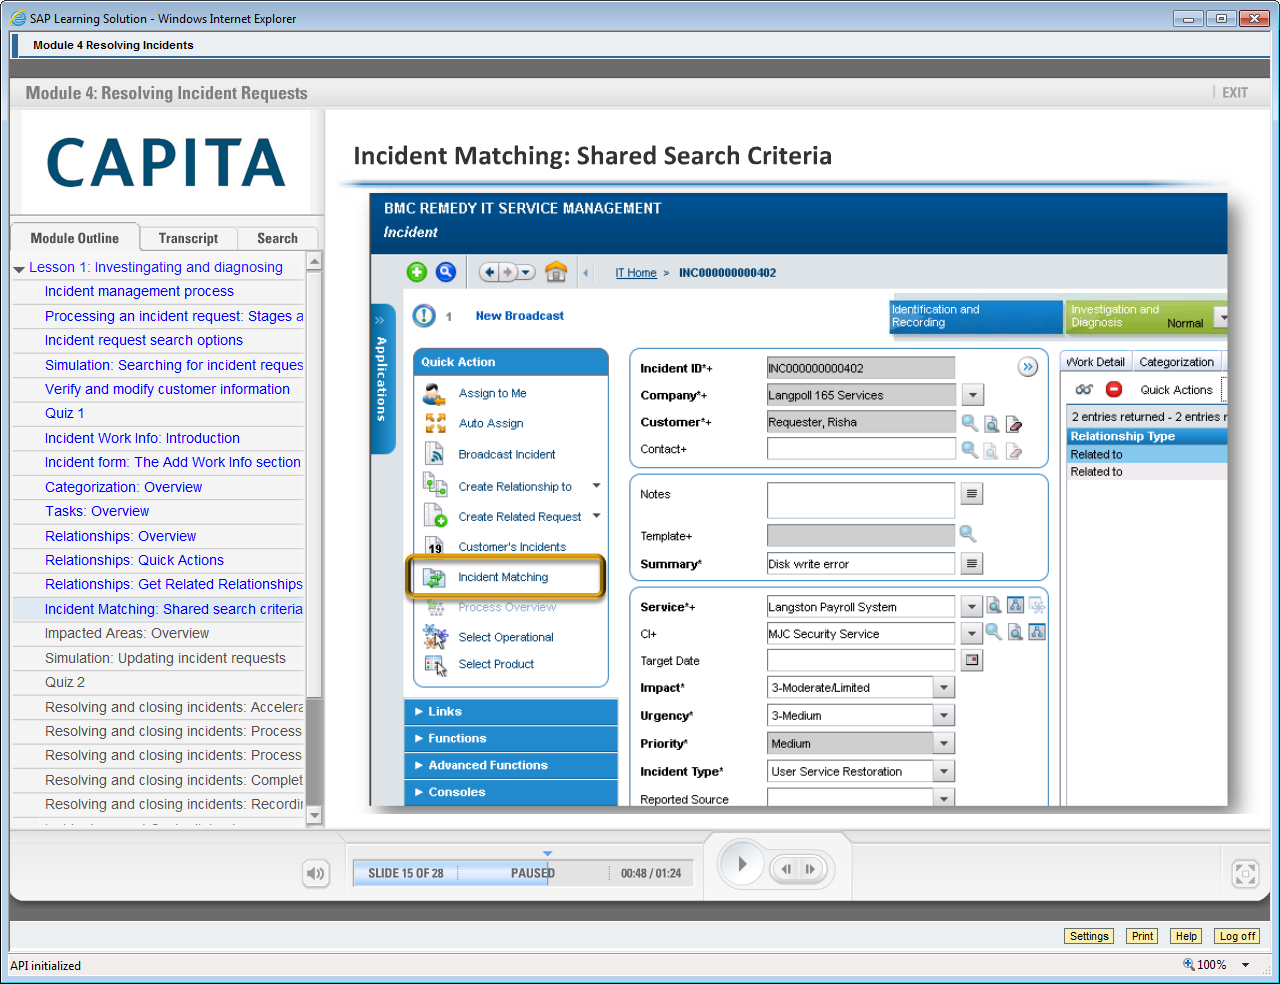 SAP Learning Solution - Windows Internet Explorer
Module 4 Resolving Incidents
Module 4: Resolving Incident Requests
EXIT
CAPITA
Module Outline
Transcript
Search
Lesson 1: Investingating and diagnosing
Incident management process
Processing an incident request: Stages a
Incident request search options
Simulation: Searching for incident reques
Verify and modify customer information
Quiz 1
Incident Work Info: Introduction
Incident form: The Add Work Info section
Categorization: Overview
Tasks: Overview
Relationships: Overview
Relationships: Quick Actions
Relationships: Get Related Relationships
Incident Matching: Shared search criteria
Impacted Areas: Overview
Simulation: Updating incident requests
Quiz 2
Resolving and closing incidents: Accelera
Resolving and closing incidents: Process
Resolving and closing incidents: Process
Resolving and closing incidents: Complet
Resolving and closing incidents: Recordin
Incident Matching: Shared Search Criteria
BMC REMEDY IT SERVICE MANAGEMENT
Incident
IT Home > INC000000000402
Applications
1 New Broadcast
Identification and
Recording
Investigation and
Diagnosis Normal
Quick Action
Assign to Me
Auto Assign
Broadcast Incident
Create Relationship to
Create Related Request
19 Customer's Incidents
Incident Matching
Process Overview
Select Operational
Select Product
Links
Functions
Advanced Functions
Consoles
Incident ID*+ INC000000000402
Company*+ Langpoll 165 Services
Customer*+ Requester, Risha
Contact+
Notes
Template+
Summary* Disk write error
Service*+ Langston Payroll System
CI+ MJC Security Service
Target Date
Impact* 3-Moderate/Limited
Urgency* 3-Medium
Priority* Medium
Incident Type* User Service Restoration
Reported Source
Work Detail
Categorization
Quick Actions
2 entries returned - 2 entries r
Relationship Type
Related to
Related to
SLIDE 15 OF 28
PAUSED
00:48 / 01:24
Settings
Print
Help
Log off
API initialized
100%